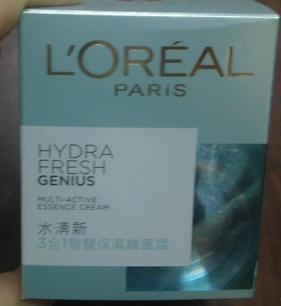 L'ORÉAL
PARIS
HYDRA
FRESH
GENIUS
MULTI-ACTIVE
ESSENCE CREAM
水清新
3合1智慧保濕精華霜